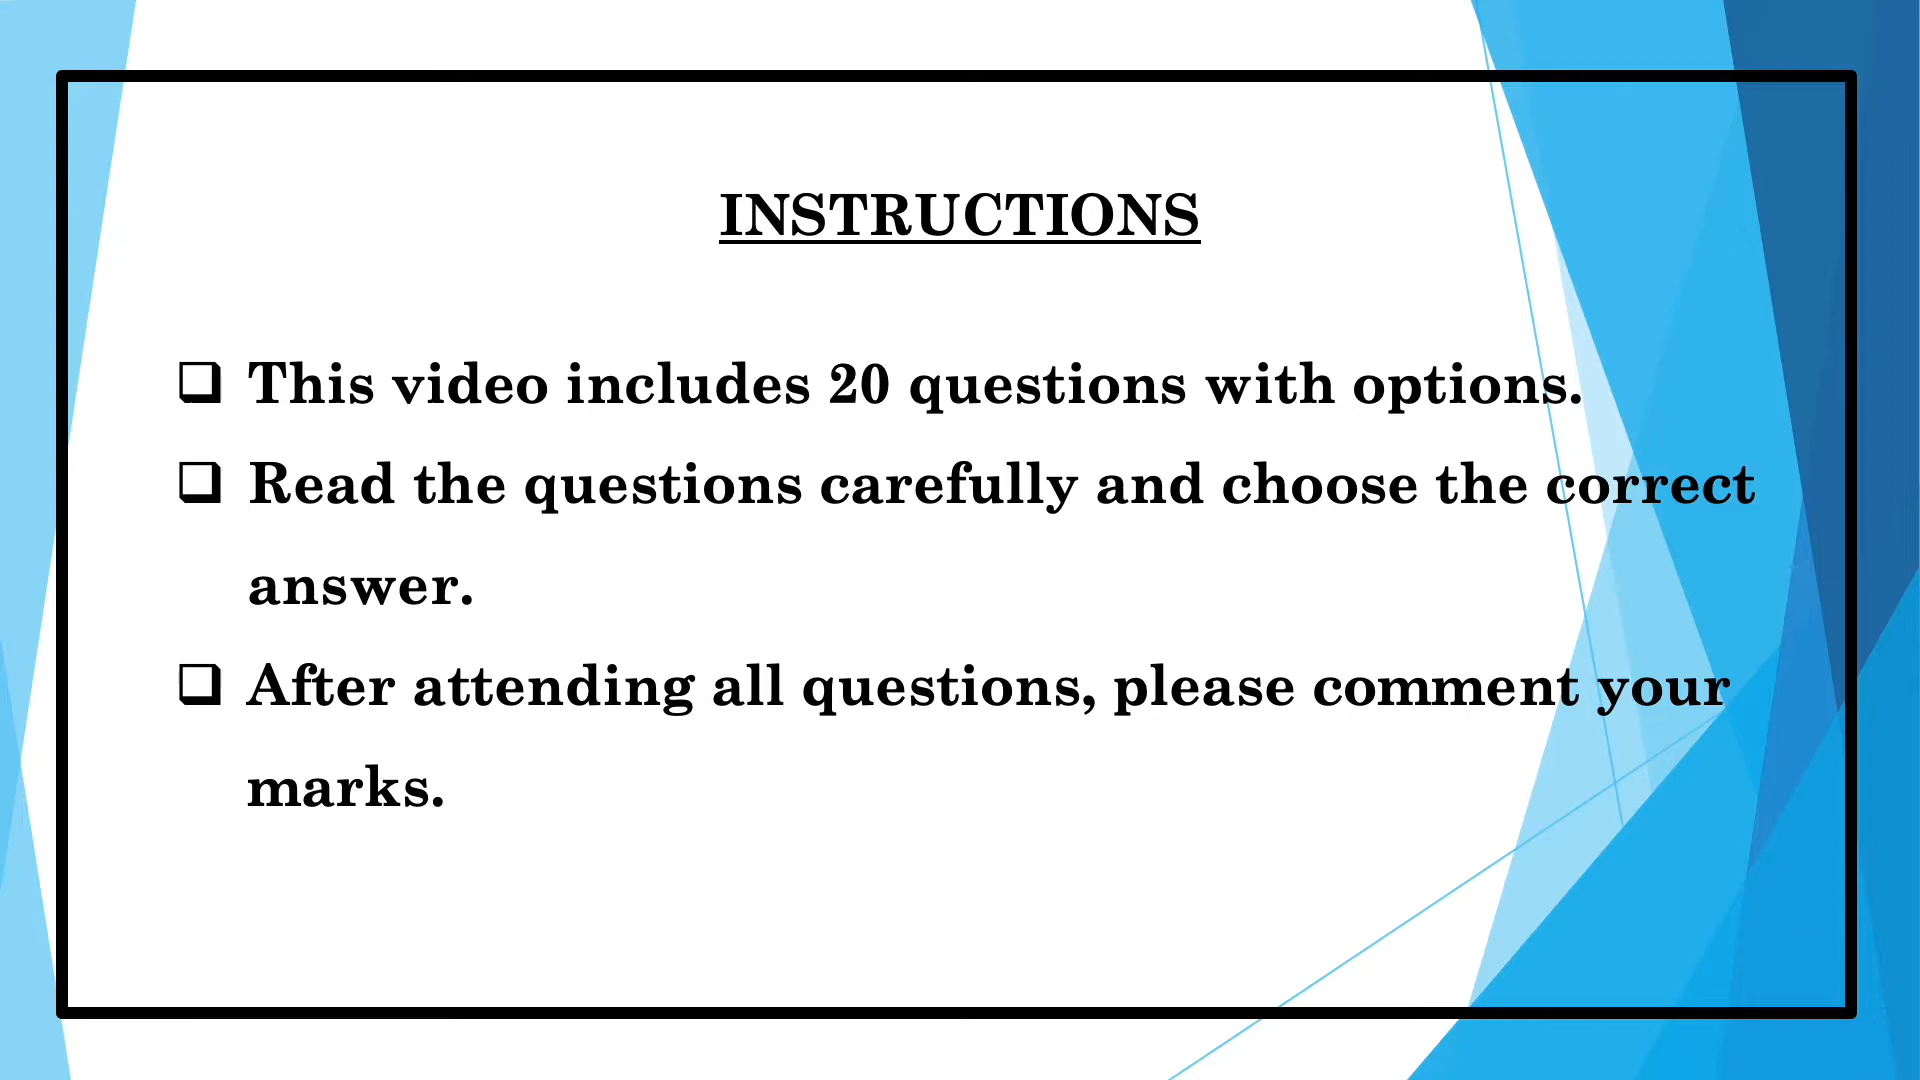 INSTRUCTIONS
❑ This video includes 20 questions with options.
❑ Read the questions carefully and choose the correct
answer.
❑ After attending all questions, please comment your
marks.